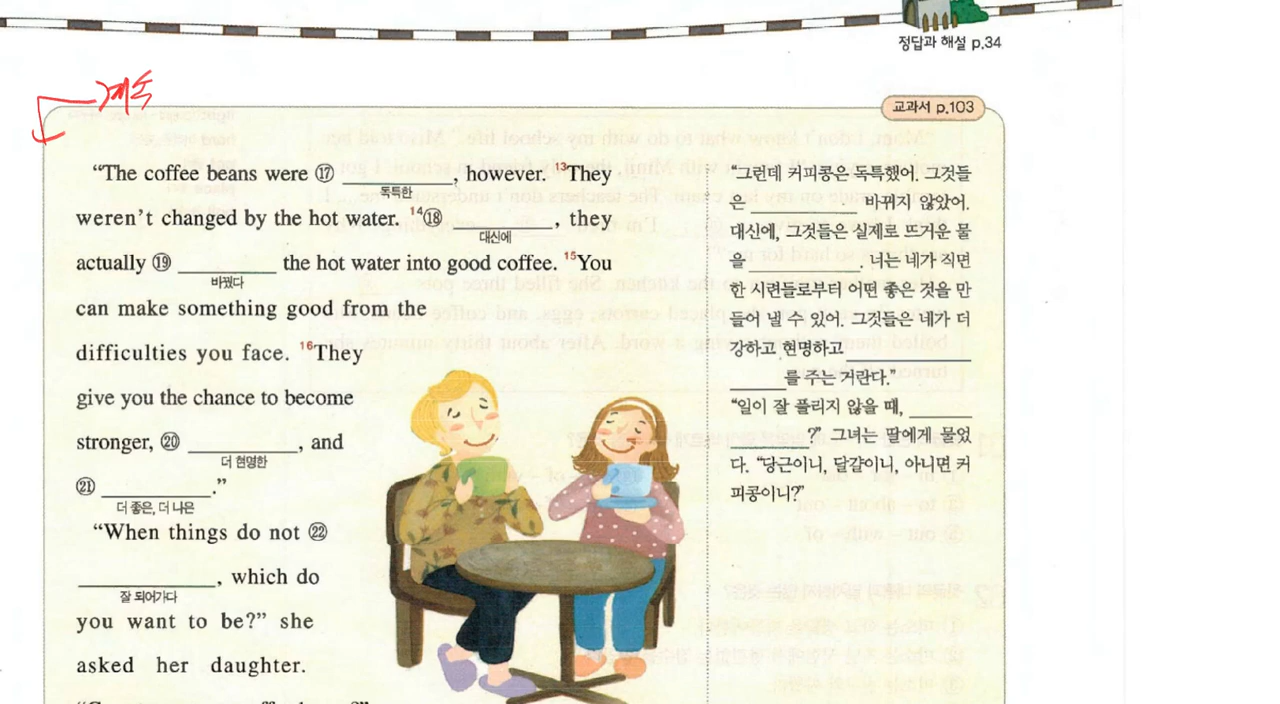 정답과 해설 p.34
계속
교과서 p.103
“The coffee beans were ⑰ ____________, however. 13They
독특한
weren’t changed by the hot water. 14⑱ ____________, they
대신에
actually ⑲ ____________ the hot water into good coffee. 15You
바꿨다
can make something good from the
difficulties you face. 16They
give you the chance to become
stronger, ⑳ ____________, and
더 현명한
㉑ ____________.”
더 좋은, 더 나은
“When things do not ㉒
____________, which do
잘 되어가다
you want to be?” she
asked her daughter.
“그런데 커피콩은 독특했어. 그것들
은 ____________ 바뀌지 않았어.
대신에, 그것들은 실제로 뜨거운 물
을 ____________. 너는 네가 직면
한 시련들로부터 어떤 좋은 것을 만
들어 낼 수 있어. 그것들은 네가 더
강하고 현명하고 ____________
______를 주는 거란다.”
“일이 잘 풀리지 않을 때, ______
________?” 그녀는 딸에게 물었
다. “당근이니, 달걀이니, 아니면 커
피콩이니?”